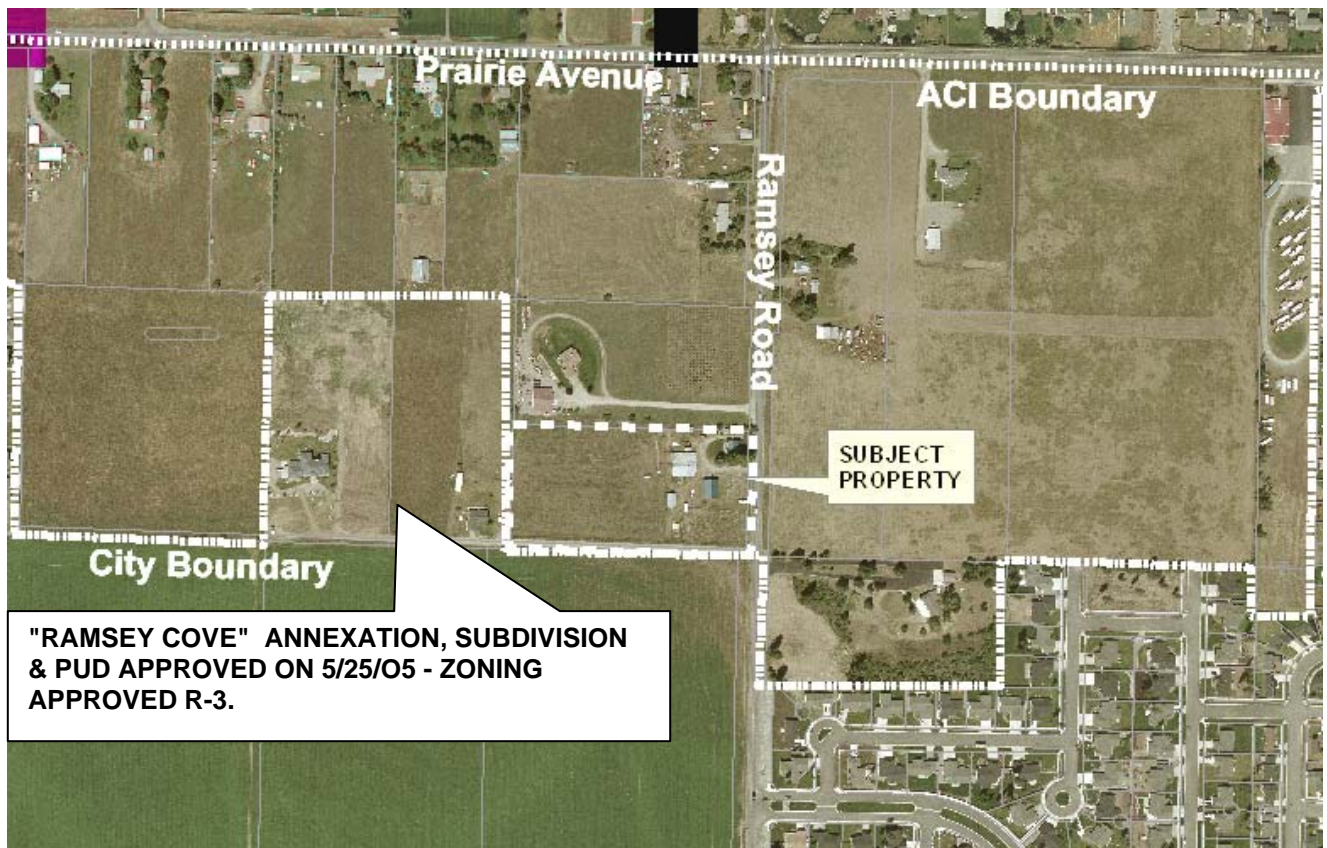 Prairie Avenue
ACI Boundary
Ramsey Road
SUBJECT
PROPERTY
City Boundary
"RAMSEY COVE" ANNEXATION, SUBDIVISION
& PUD APPROVED ON 5/25/O5 - ZONING
APPROVED R-3.